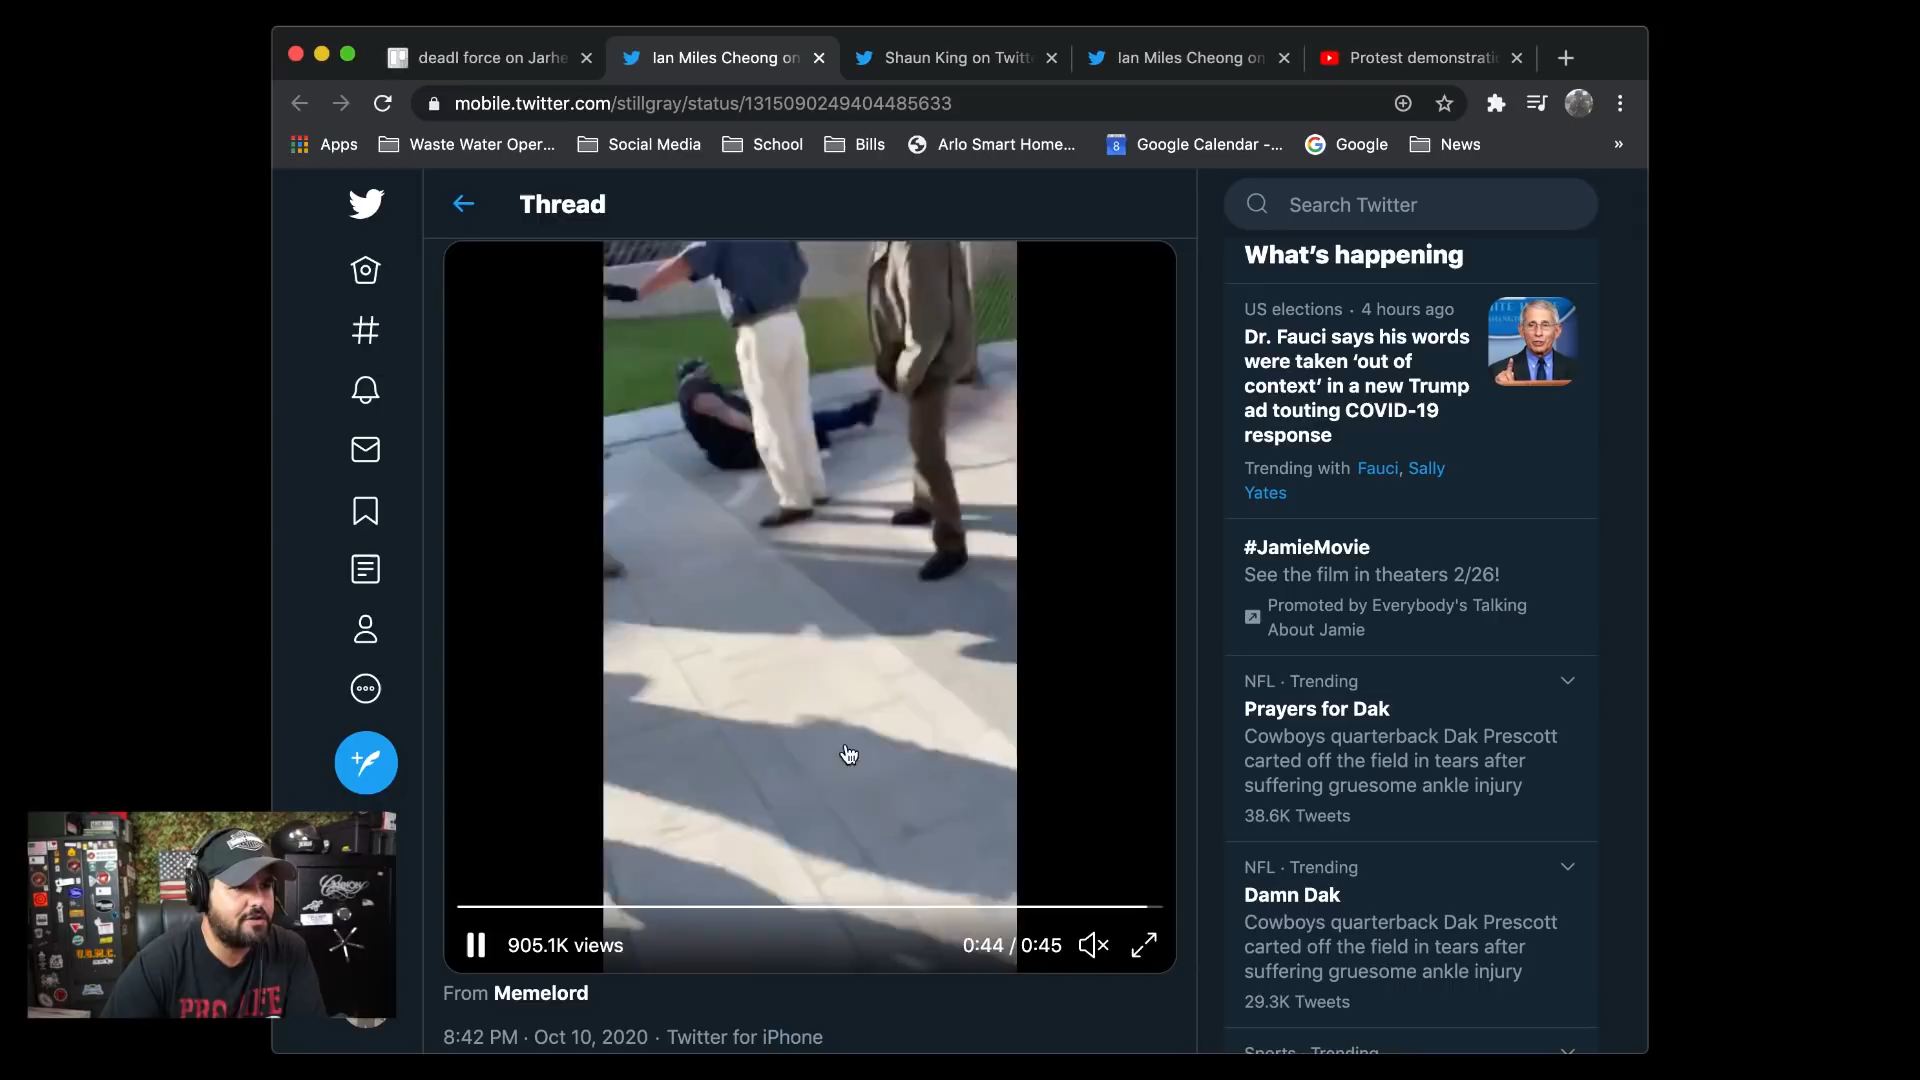 deadl force on Jarhe
Ian Miles Cheong on
Shaun King on Twitt
Ian Miles Cheong on
Protest demonstrati
mobile.twitter.com/stillgray/status/1315090249404485633
Apps
Waste Water Oper...
Social Media
School
Bills
Arlo Smart Home...
8
Google Calendar -...
Google
News
»
Thread
Search Twitter
What's happening
US elections · 4 hours ago
Dr. Fauci says his words
were taken 'out of
context' in a new Trump
ad touting COVID-19
response
Trending with Fauci, Sally
Yates
#JamieMovie
See the film in theaters 2/26!
Promoted by Everybody's Talking
About Jamie
NFL · Trending
Prayers for Dak
Cowboys quarterback Dak Prescott
carted off the field in tears after
suffering gruesome ankle injury
38.6K Tweets
NFL · Trending
Damn Dak
Cowboys quarterback Dak Prescott
carted off the field in tears after
suffering gruesome ankle injury
29.3K Tweets
Sports · Trending
905.1K views
0:44 / 0:45
From Memelord
8:42 PM · Oct 10, 2020 · Twitter for iPhone
CANNON
PRO LIFE